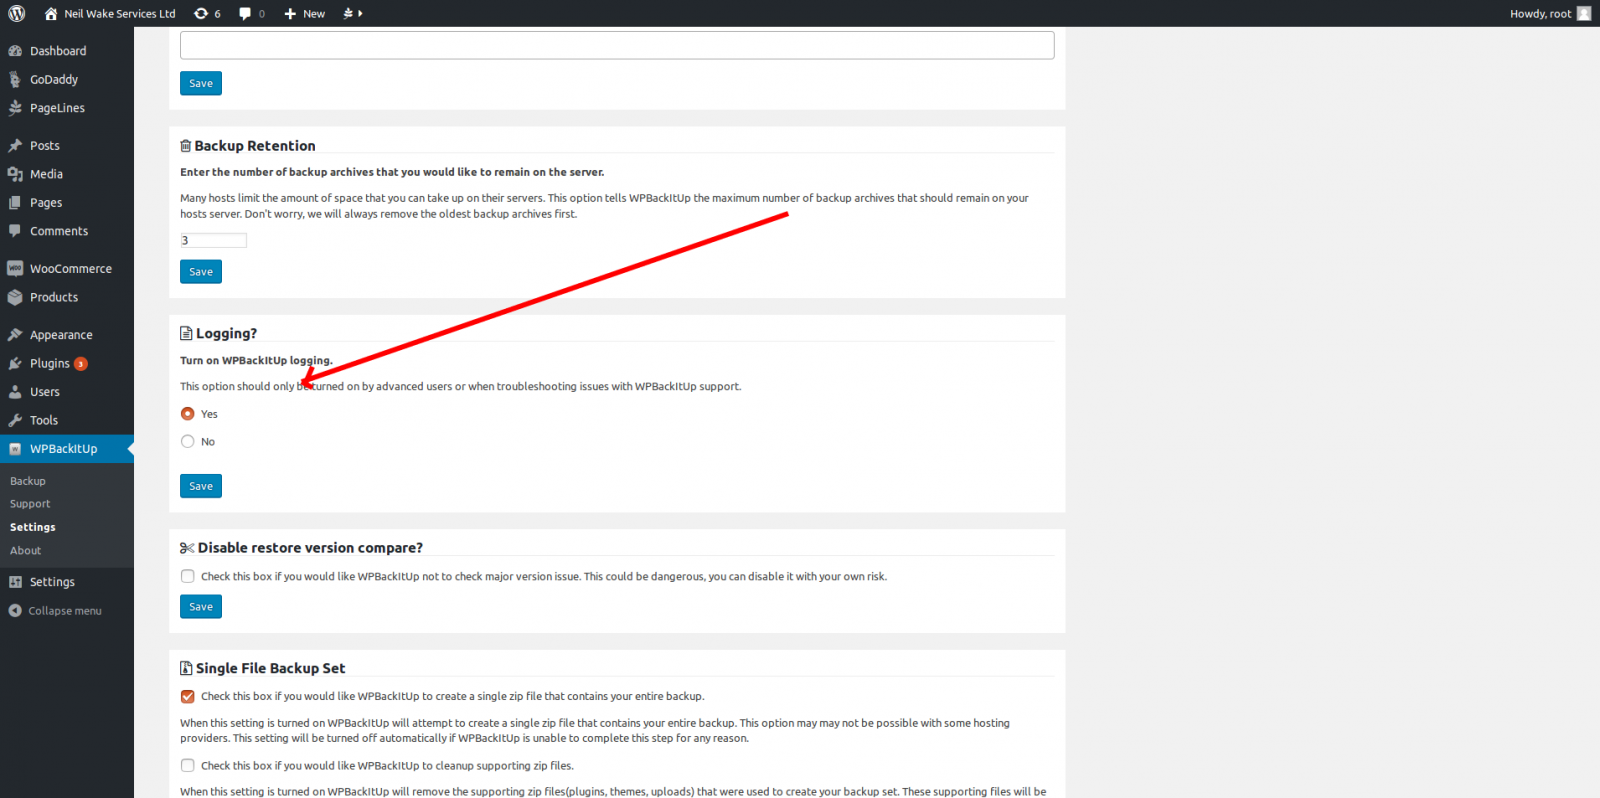 Neil Wake Services Ltd 6 0 New Howdy, root
Dashboard
GoDaddy
PageLines
Posts
Media
Pages
Comments
WooCommerce
Products
Appearance
Plugins 3
Users
Tools
WPBackItUp
Backup
Support
Settings
About
Settings
Collapse menu
Save
Backup Retention
Enter the number of backup archives that you would like to remain on the server.
Many hosts limit the amount of space that you can take up on their servers. This option tells WPBackItUp the maximum number of backup archives that should remain on your
hosts server. Don't worry, we will always remove the oldest backup archives first.
3
Save
Logging?
Turn on WPBackItUp logging.
This option should only be turned on by advanced users or when troubleshooting issues with WPBackItUp support.
Yes
No
Save
Disable restore version compare?
Check this box if you would like WPBackItUp not to check major version issue. This could be dangerous, you can disable it with your own risk.
Save
Single File Backup Set
Check this box if you would like WPBackItUp to create a single zip file that contains your entire backup.
When this setting is turned on WPBackItUp will attempt to create a single zip file that contains your entire backup. This option may may not be possible with some hosting
providers. This setting will be turned off automatically if WPBackItUp is unable to complete this step for any reason.
Check this box if you would like WPBackItUp to cleanup supporting zip files.
When this setting is turned on WPBackItUp will remove the supporting zip files(plugins, themes, uploads) that were used to create your backup set. These supporting files will be